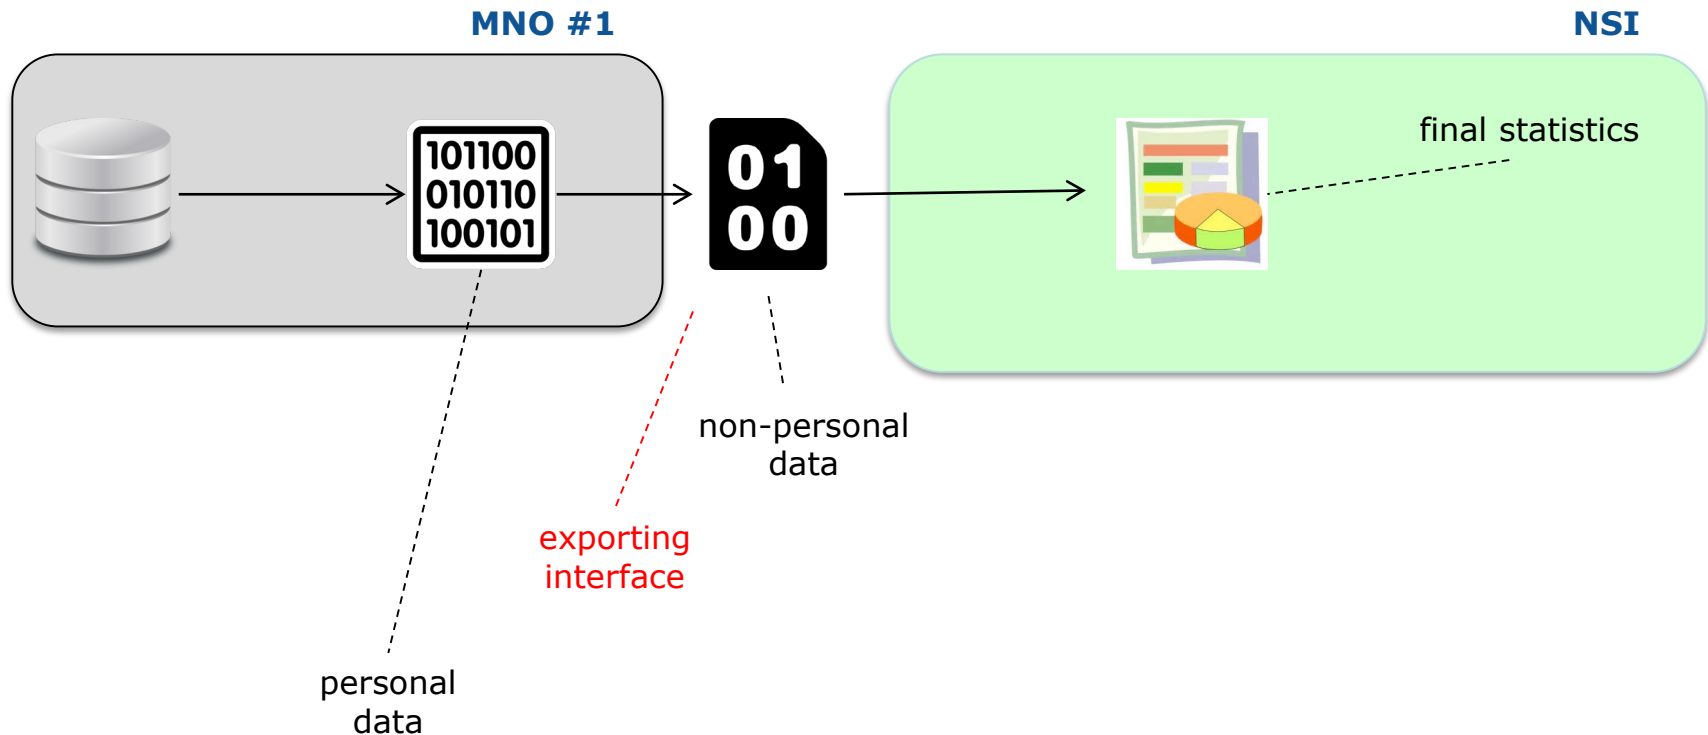 MNO #1
NSI
final statistics
101100
010110
100101
01
00
non-personal
data
exporting
interface
personal
data